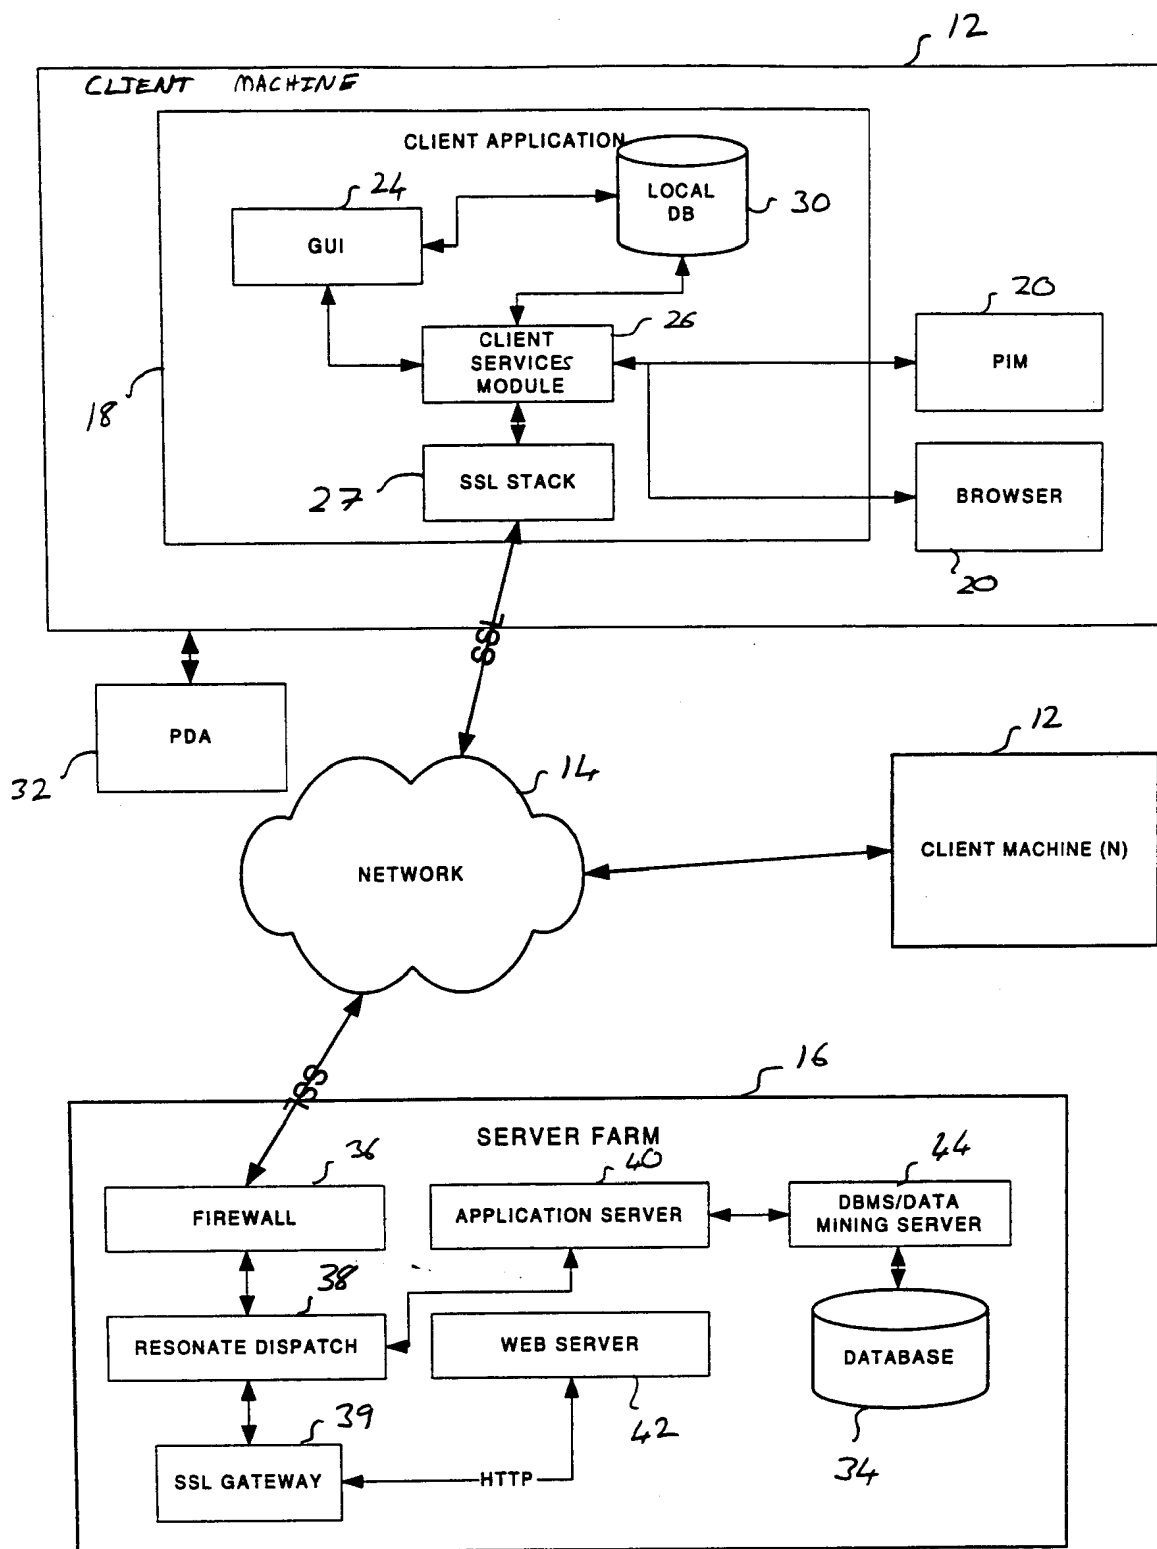 12
CLIENT MACHINE
CLIENT APPLICATION
24
LOCAL
DB
30
GUI
20
26
CLIENT
SERVICES
MODULE
PIM
18
27
SSL STACK
BROWSER
20
SSL
PDA
32
12
14
CLIENT MACHINE (N)
NETWORK
16
SSL
SERVER FARM
36
40
44
FIREWALL
APPLICATION SERVER
DBMS/DATA
MINING SERVER
38
RESONATE DISPATCH
WEB SERVER
DATABASE
39
42
34
SSL GATEWAY
HTTP